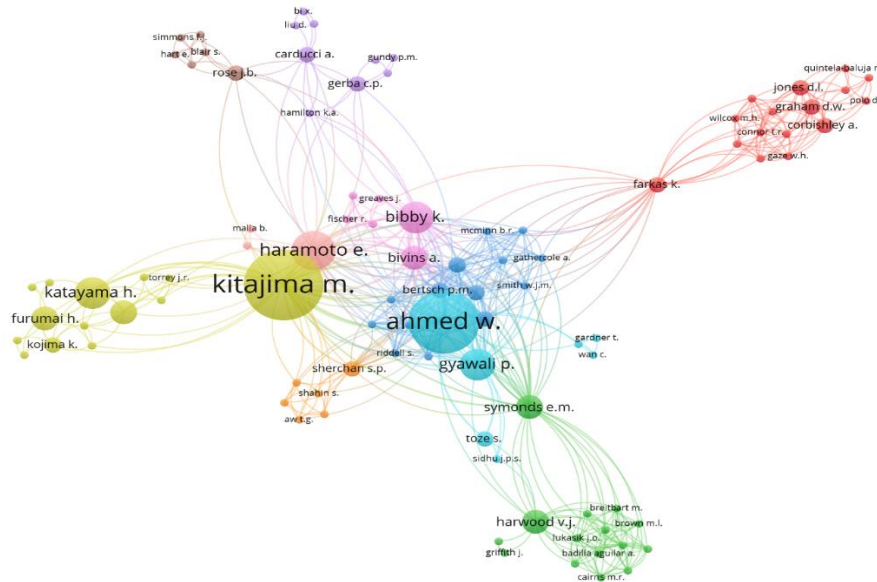 bi x.
liu d.
simmons f.j.
hart e.
blair s.
carducci a.
gundy p.m.
rose j.b.
gerba c.p.
quintela-baluja
jones d.l.
graham d.w.
polo d.
hamilton k.a.
wilcox m.h.
corbishley a.
connor t.r.
gaze w.h.
farkas k.
greaves j.
fischer r.
bibby k.
malla b.
mcminn b.r.
haramoto e.
bivins a.
gathercole a.
torrey j.r.
kitajima m.
katayama h.
bertsch p.m.
smith w.j.m.
furumai h.
ahmed w.
gardner t.
kojima k.
riddell s.
wan c.
sherchan s.p.
gyawali p.
shahin s.
symonds e.m.
aw t.g.
toze s.
sidhu j.p.s.
breitbart m.
harwood v.j.
brown m.l.
lukasik j.o.
griffith j.
badilla aguilar a.
cairns m.r.